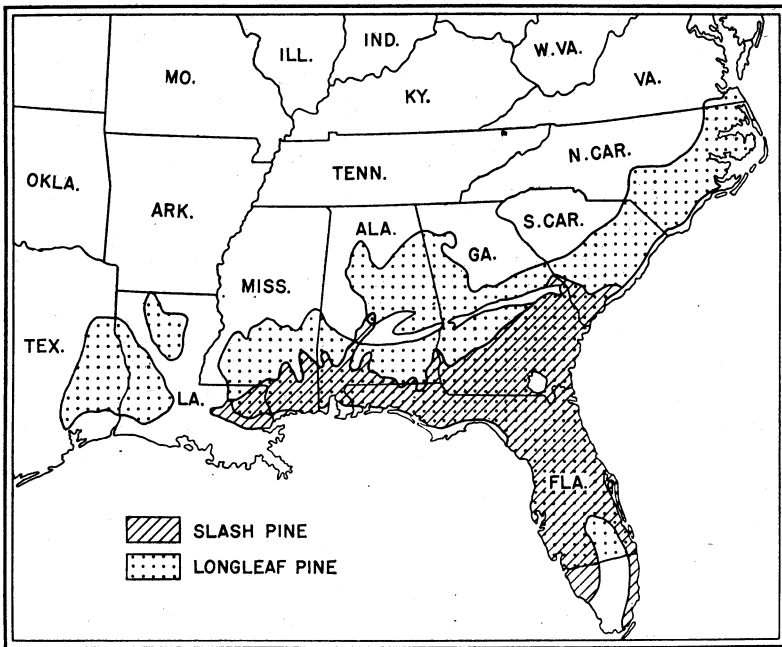 ILL.
IND.
W.VA.
MO.
VA.
KY.
N.CAR.
TENN.
OKLA.
ARK.
S.CAR.
ALA.
GA.
MISS.
TEX.
LA.
FLA.
SLASH PINE
LONGLEAF PINE